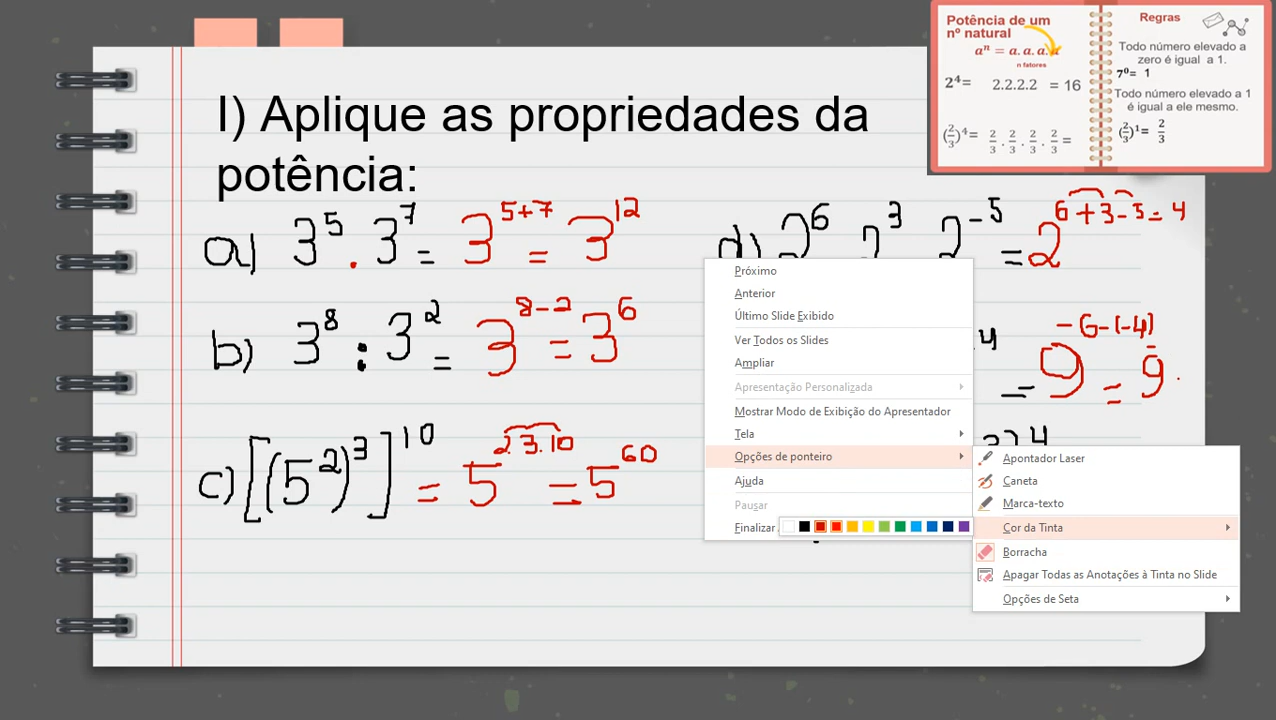 I) Aplique as propriedades da
potência:
a) 3⁵ . 3⁷ = 3⁵⁺⁷ = 3¹²
b) 3⁸ : 3² = 3⁸⁻² = 3⁶
c) [(5²)³]¹⁰ = 5²·³·¹⁰ = 5⁶⁰
d) 2⁶ 2³ 2⁻⁵ = 2⁶⁺³⁻⁵⁼⁴
.4 = 9⁻⁶⁻⁽⁻⁴⁾ = 9⁻
)⁴
Potência de um
nº natural
aⁿ = a. a. a. a
n fatores
2⁴= 2.2.2.2 = 16
(2/3)⁴= 2/3 . 2/3 . 2/3 . 2/3 =
Regras
Todo número elevado a
zero é igual a 1.
7⁰= 1
Todo número elevado a 1
é igual a ele mesmo.
(2/3)¹= 2/3
Próximo
Anterior
Último Slide Exibido
Ver Todos os Slides
Ampliar
Apresentação Personalizada
Mostrar Modo de Exibição do Apresentador
Tela
Opções de ponteiro
Ajuda
Pausar
Finalizar
Apontador Laser
Caneta
Marca-texto
Cor da Tinta
Borracha
Apagar Todas as Anotações à Tinta no Slide
Opções de Seta